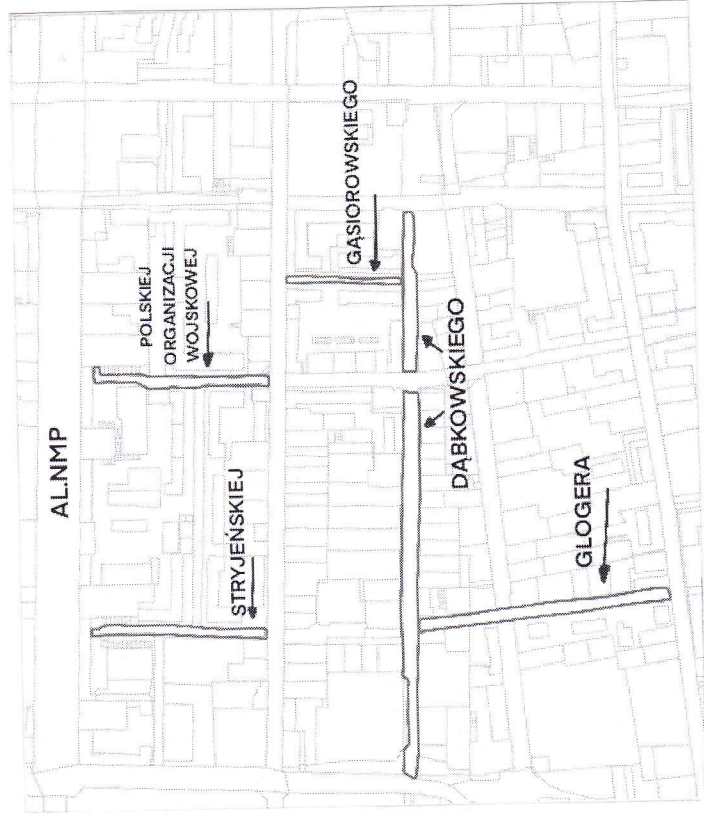 AL.NMP
POLSKIEJ
ORGANIZACJI
WOJSKOWEJ
STRYJEŃSKIEJ
GĄSIOROWSKIEGO
DĄBKOWSKIEGO
GLOGERA